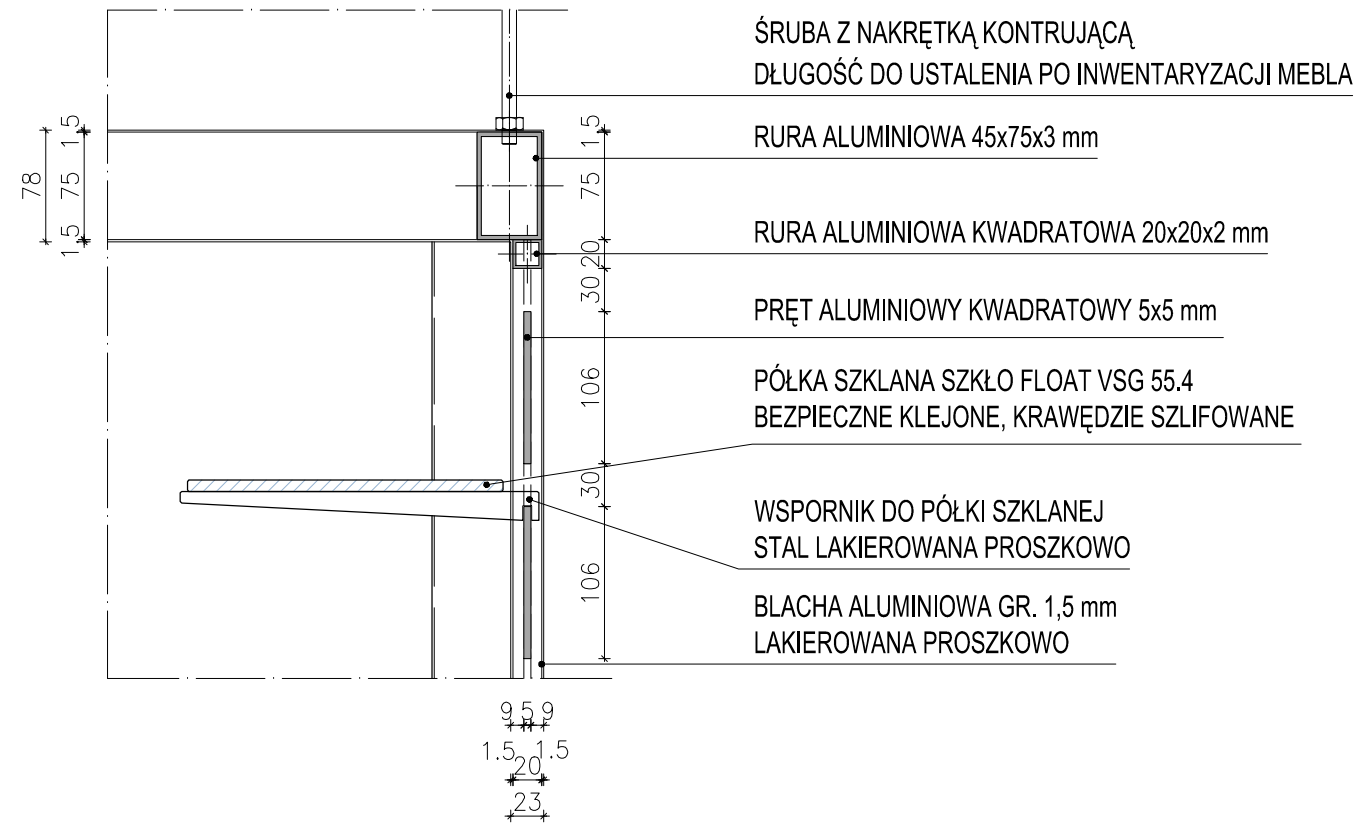 ŚRUBA Z NAKRĘTKĄ KONTRUJĄCĄ
DŁUGOŚĆ DO USTALENIA PO INWENTARYZACJI MEBLA
RURA ALUMINIOWA 45x75x3 mm
RURA ALUMINIOWA KWADRATOWA 20x20x2 mm
PRĘT ALUMINIOWY KWADRATOWY 5x5 mm
PÓŁKA SZKLANA SZKŁO FLOAT VSG 55.4
BEZPIECZNE KLEJONE, KRAWĘDZIE SZLIFOWANE
WSPORNIK DO PÓŁKI SZKLANEJ
STAL LAKIEROWANA PROSZKOWO
BLACHA ALUMINIOWA GR. 1,5 mm
LAKIEROWANA PROSZKOWO
78
1.5
75
1.5
1.5
75
20
30
106
30
106
9 5 9
1.5 1.5
20
23